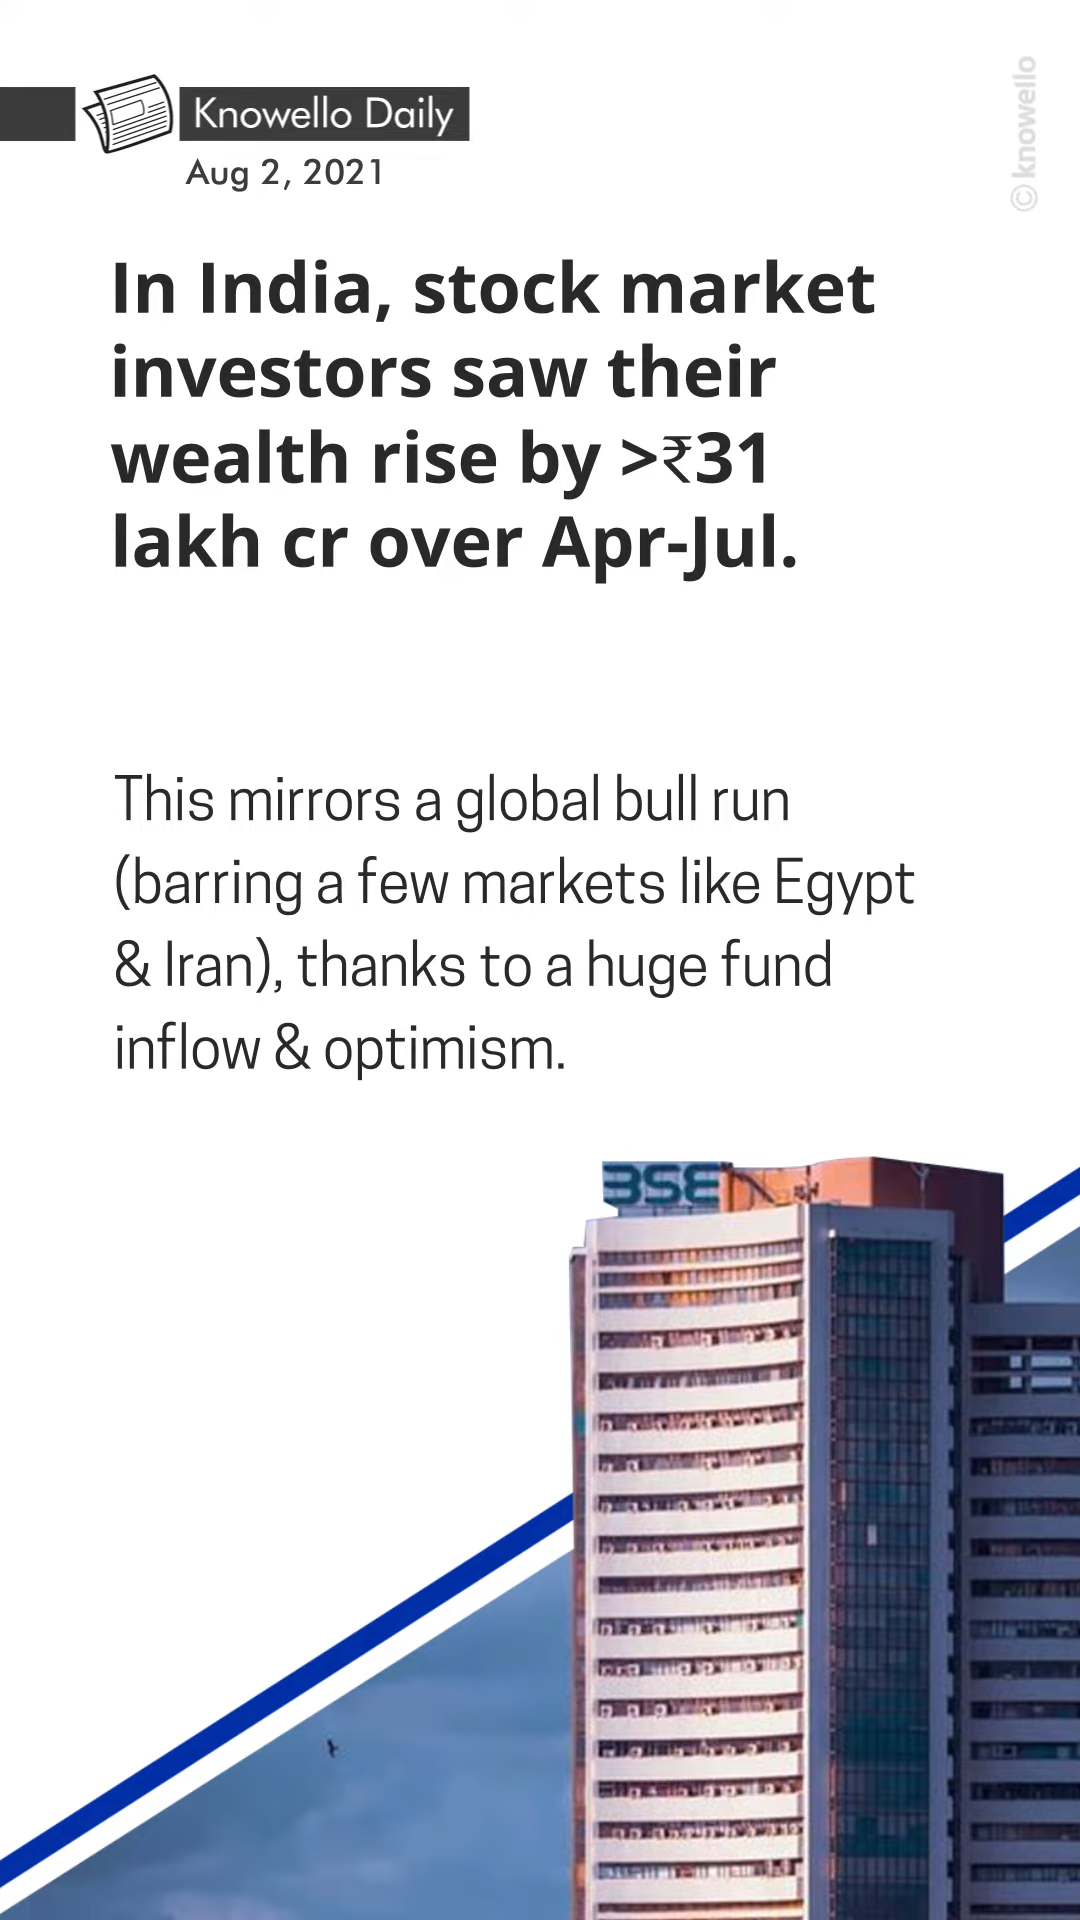 Knowello Daily
Aug 2, 2021
© knowello
In India, stock market
investors saw their
wealth rise by >₹31
lakh cr over Apr-Jul.
This mirrors a global bull run
(barring a few markets like Egypt
& Iran), thanks to a huge fund
inflow & optimism.
BSE